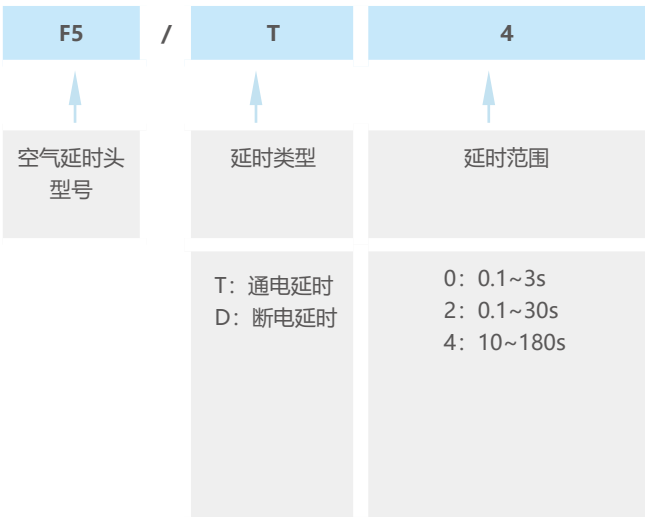 F5 / T 4
空气延时头
型号
延时类型
延时范围
T：通电延时
D：断电延时
0：0.1~3s
2：0.1~30s
4：10~180s